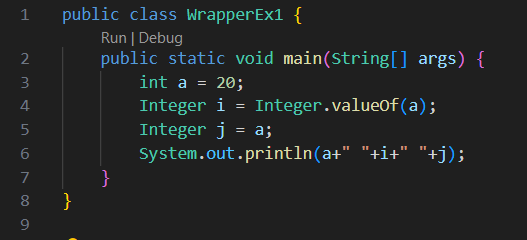 1 public class WrapperEx1 {
Run | Debug
2 public static void main(String[] args) {
3 int a = 20;
4 Integer i = Integer.valueOf(a);
5 Integer j = a;
6 System.out.println(a+" "+i+" "+j);
7 }
8 }
9